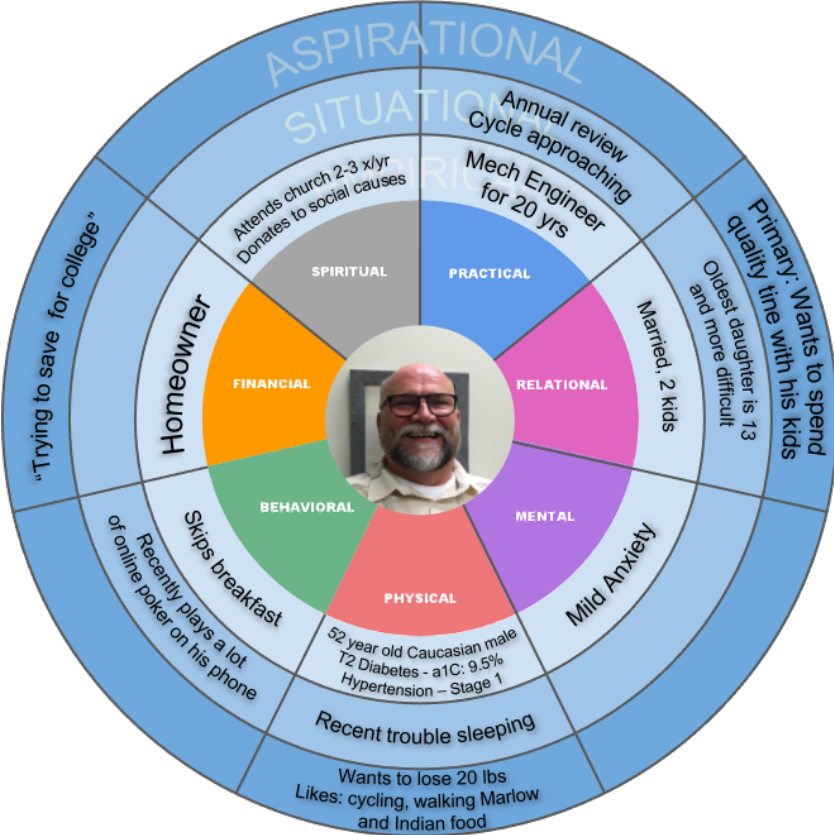 ASPIRATIONAL
SITUATIONAL
EMPIRICAL
Annual review
Cycle approaching
Mech Engineer
for 20 yrs
Attends church 2-3 x/yr
Donates to social causes
SPIRITUAL
PRACTICAL
Primary: Wants to spend
quality tine with his kids
Oldest daughter is 13
and more difficult
Married, 2 kids
RELATIONAL
FINANCIAL
Homeowner
"Trying to save for college"
BEHAVIORAL
Skips breakfast
Recently plays a lot
of online poker on his phone
MENTAL
Mild Anxiety
PHYSICAL
52 year old Caucasian male
T2 Diabetes - a1C: 9.5%
Hypertension – Stage 1
Recent trouble sleeping
Wants to lose 20 lbs
Likes: cycling, walking Marlow
and Indian food